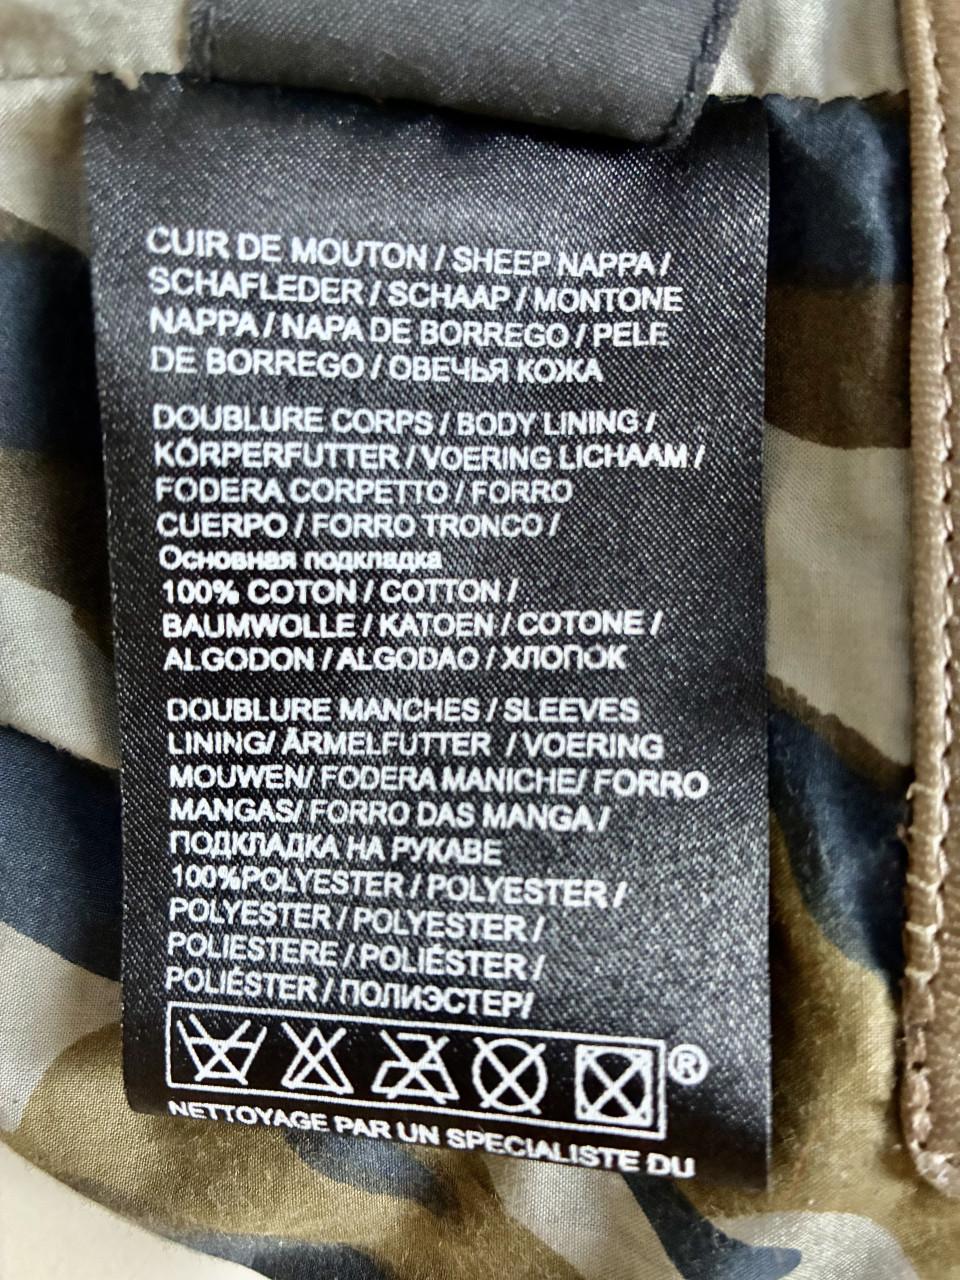 CUIR DE MOUTON / SHEEP NAPPA /
SCHAFLEDER / SCHAAP / MONTONE
NAPPA / NAPA DE BORREGO / PELE
DE BORREGO / ОВЕЧЬЯ КОЖА
DOUBLURE CORPS / BODY LINING /
KÖRPERFUTTER / VOERING LICHAAM /
FODERA CORPETTO / FORRO
CUERPO / FORRO TRONCO /
Основная подкладка
100% COTON / COTTON /
BAUMWOLLE / KATOEN / COTONE /
ALGODON / ALGODAO / ХЛОПОК
DOUBLURE MANCHES / SLEEVES
LINING/ ÄRMELFUTTER / VOERING
MOUWEN/ FODERA MANICHE/ FORRO
MANGAS/ FORRO DAS MANGA /
ПОДКЛАДКА НА РУКАВЕ
100%POLYESTER / POLYESTER /
POLYESTER / POLYESTER /
POLIESTERE / POLIÉSTER /
POLIÉSTER / ПОЛИЭСТЕР/
®
NETTOYAGE PAR UN SPECIALISTE DU